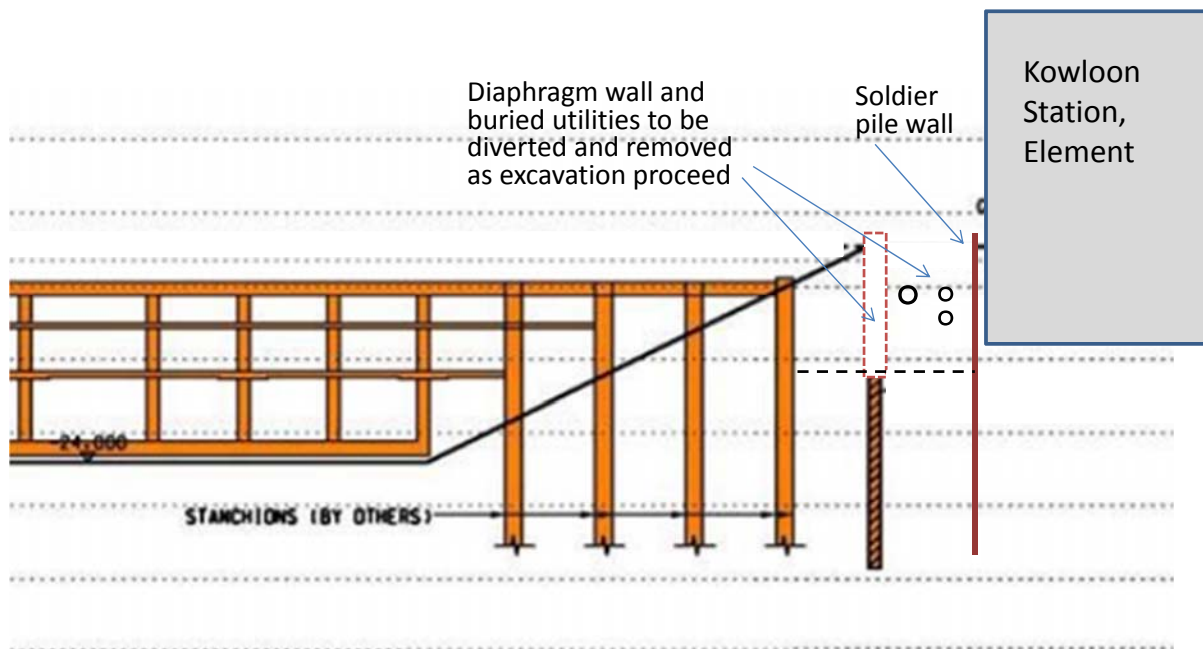 Diaphragm wall and
buried utilities to be
diverted and removed
as excavation proceed
Soldier
pile wall
Kowloon
Station,
Element
-24,000
STANCHIONS (BY OTHERS)